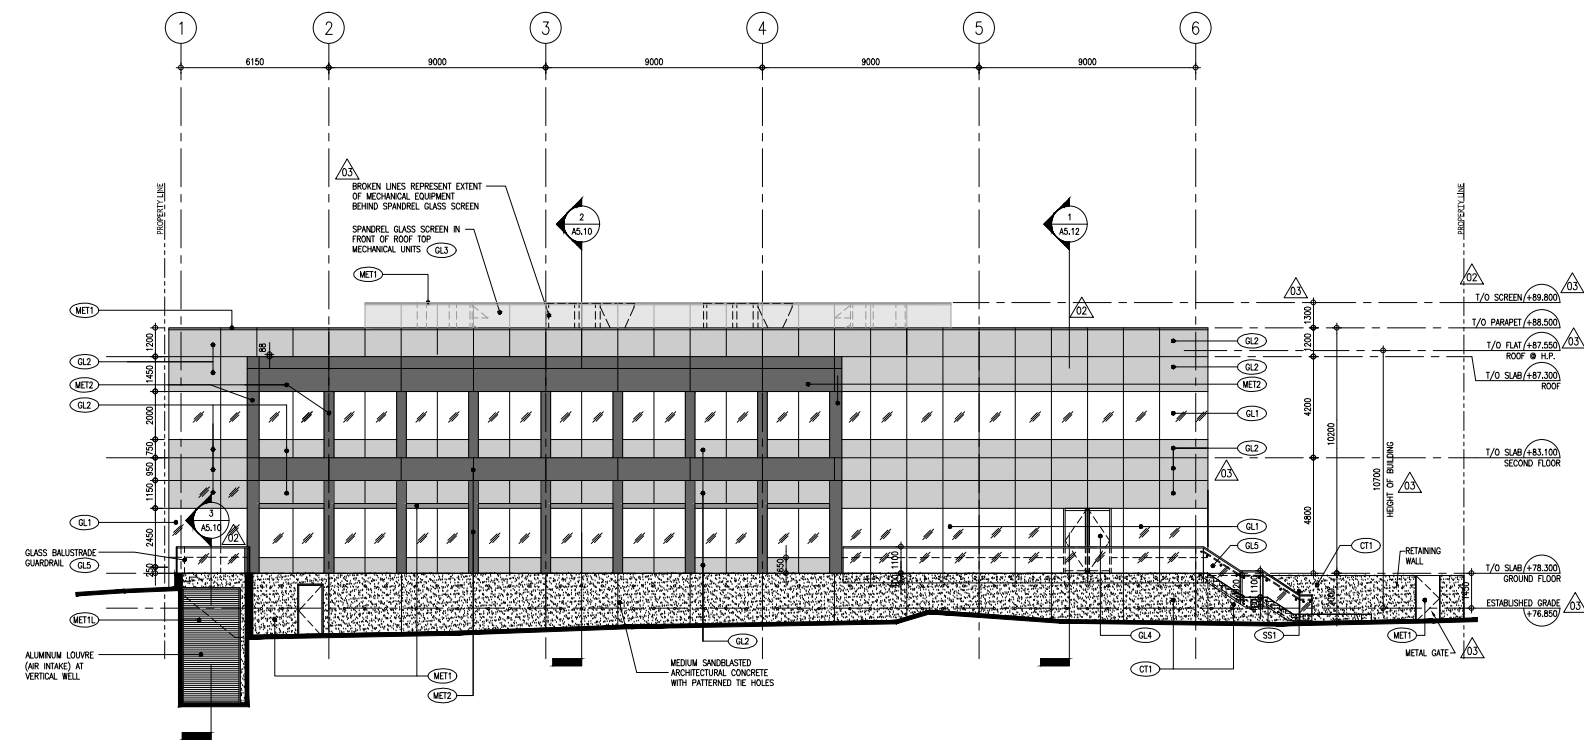 1
2
3
4
5
6
6150
9000
9000
9000
9000
PROPERTY LINE
PROPERTY LINE
03
BROKEN LINES REPRESENT EXTENT
OF MECHANICAL EQUIPMENT
BEHIND SPANDREL GLASS SCREEN
SPANDREL GLASS SCREEN IN
FRONT OF ROOF TOP
MECHANICAL UNITS GL3
MET1
2
A5.10
1
A5.12
02
03
02
03
T/O SCREEN +89.800
T/O PARAPET +88.500
T/O FLAT +87.550
ROOF @ H.P.
03
T/O SLAB +87.300
ROOF
T/O SLAB +83.100
SECOND FLOOR
T/O SLAB +78.300
GROUND FLOOR
ESTABLISHED GRADE
+76.850
03
MET1
GL2
MET2
GL2
GL1
GLASS BALUSTRADE
GUARDRAIL GL5
MET1L
ALUMINUM LOUVRE
(AIR INTAKE) AT
VERTICAL WELL
1200
1450
2000
750
950
1150
2450
250
88
3
A5.10
02
GL2
GL2
MET2
GL1
GL2
03
GL1
GL5
650
1100
1100
1300
1200
4200
4800
10200
10700
HEIGHT OF BUILDING
03
1450
CT1
RETAINING
WALL
MET1
METAL GATE
03
SS1
GL4
CT1
GL2
MEDIUM SANDBLASTED
ARCHITECTURAL CONCRETE
WITH PATTERNED TIE HOLES
MET1
MET2